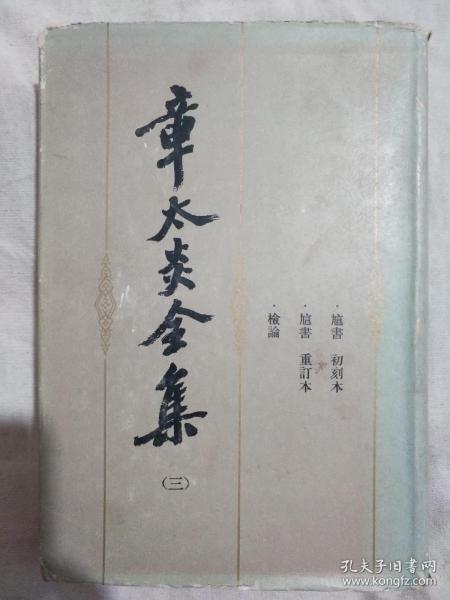 章太炎全集
(三)
·訄書 初刻本
·訄書 重訂本
·檢論
孔夫子旧书网
www.kongfz.com